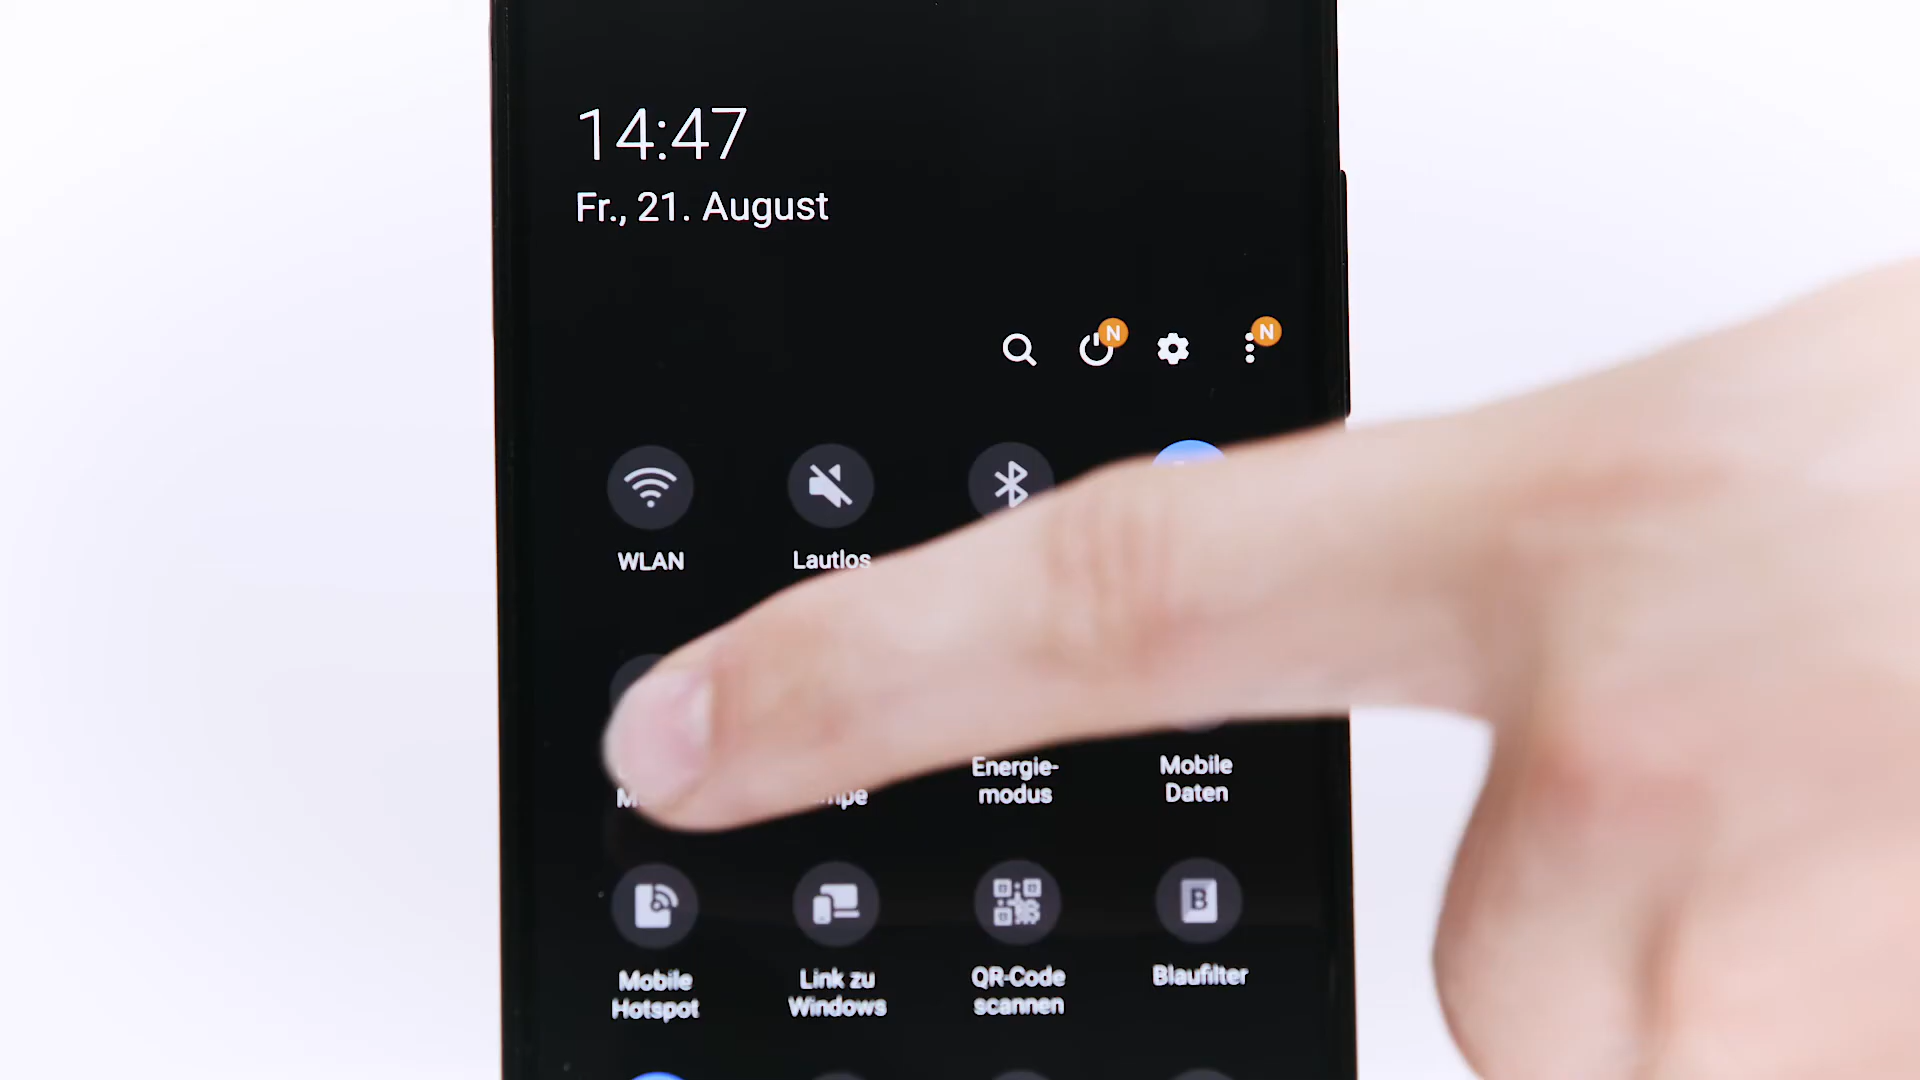 14:47
Fr., 21. August
N
N
WLAN
Lautlos
Energie-
modus
Mobile
Daten
B
Mobile
Hotspot
Link zu
Windows
QR-Code
scannen
Blaufilter